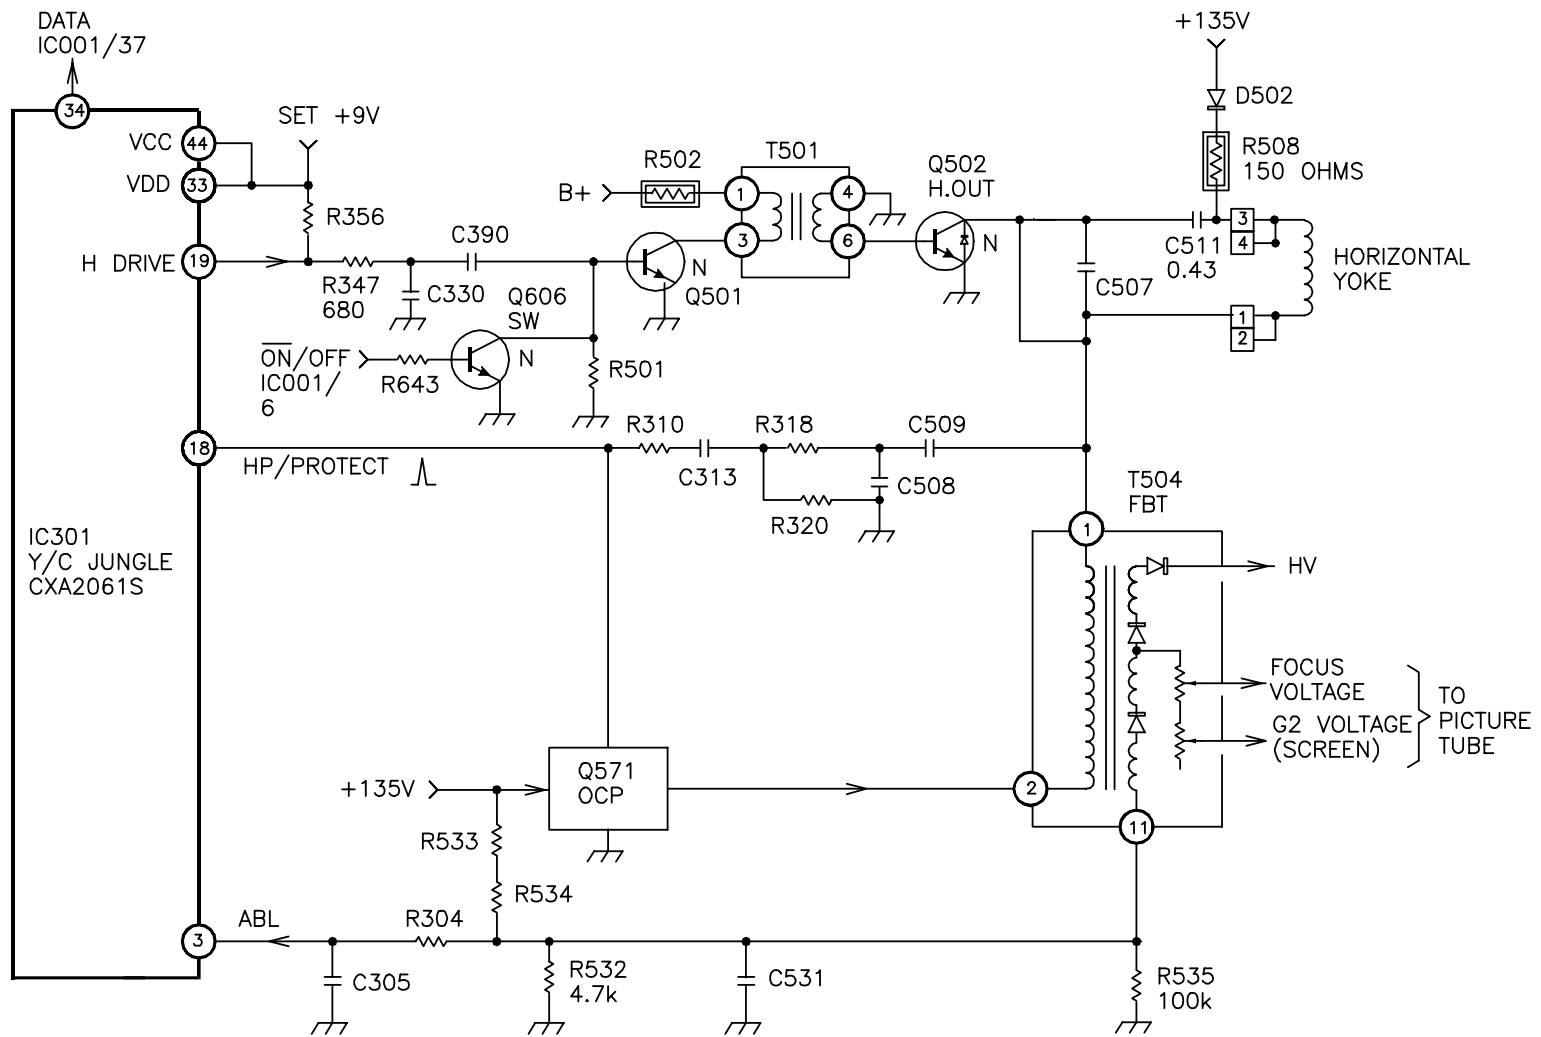 DATA
IC001/37
34
VCC
44
SET +9V
VDD
33
R356
H DRIVE
19
R347
680
C330
C390
Q606
SW
N
ON/OFF
IC001/
6
R643
R501
B+
R502
T501
1
3
4
6
N
Q501
Q502
H.OUT
N
+135V
D502
R508
150 OHMS
C511
0.43
3
4
1
2
HORIZONTAL
YOKE
C507
18
HP/PROTECT
R310
C313
R318
R320
C509
C508
T504
FBT
1
HV
IC301
Y/C JUNGLE
CXA2061S
FOCUS
VOLTAGE
G2 VOLTAGE
(SCREEN)
TO
PICTURE
TUBE
+135V
Q571
OCP
2
11
R533
R534
ABL
3
R304
C305
R532
4.7k
C531
R535
100k